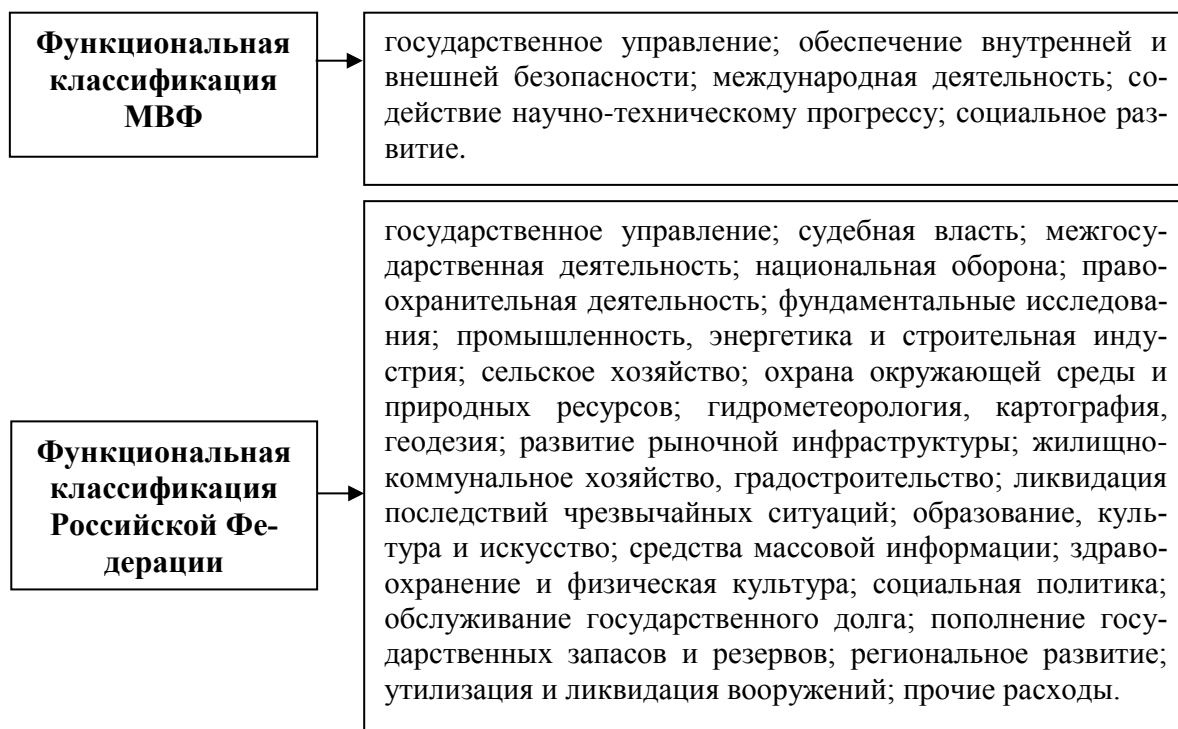 Функциональная
классификация
МВФ
государственное управление; обеспечение внутренней и
внешней безопасности; международная деятельность; со-
действие научно-техническому прогрессу; социальное раз-
витие.
Функциональная
классификация
Российской Фе-
дерации
государственное управление; судебная власть; межгосу-
дарственная деятельность; национальная оборона; право-
охранительная деятельность; фундаментальные исследова-
ния; промышленность, энергетика и строительная инду-
стрия; сельское хозяйство; охрана окружающей среды и
природных ресурсов; гидрометеорология, картография,
геодезия; развитие рыночной инфраструктуры; жилищно-
коммунальное хозяйство, градостроительство; ликвидация
последствий чрезвычайных ситуаций; образование, куль-
тура и искусство; средства массовой информации; здраво-
охранение и физическая культура; социальная политика;
обслуживание государственного долга; пополнение госу-
дарственных запасов и резервов; региональное развитие;
утилизация и ликвидация вооружений; прочие расходы.